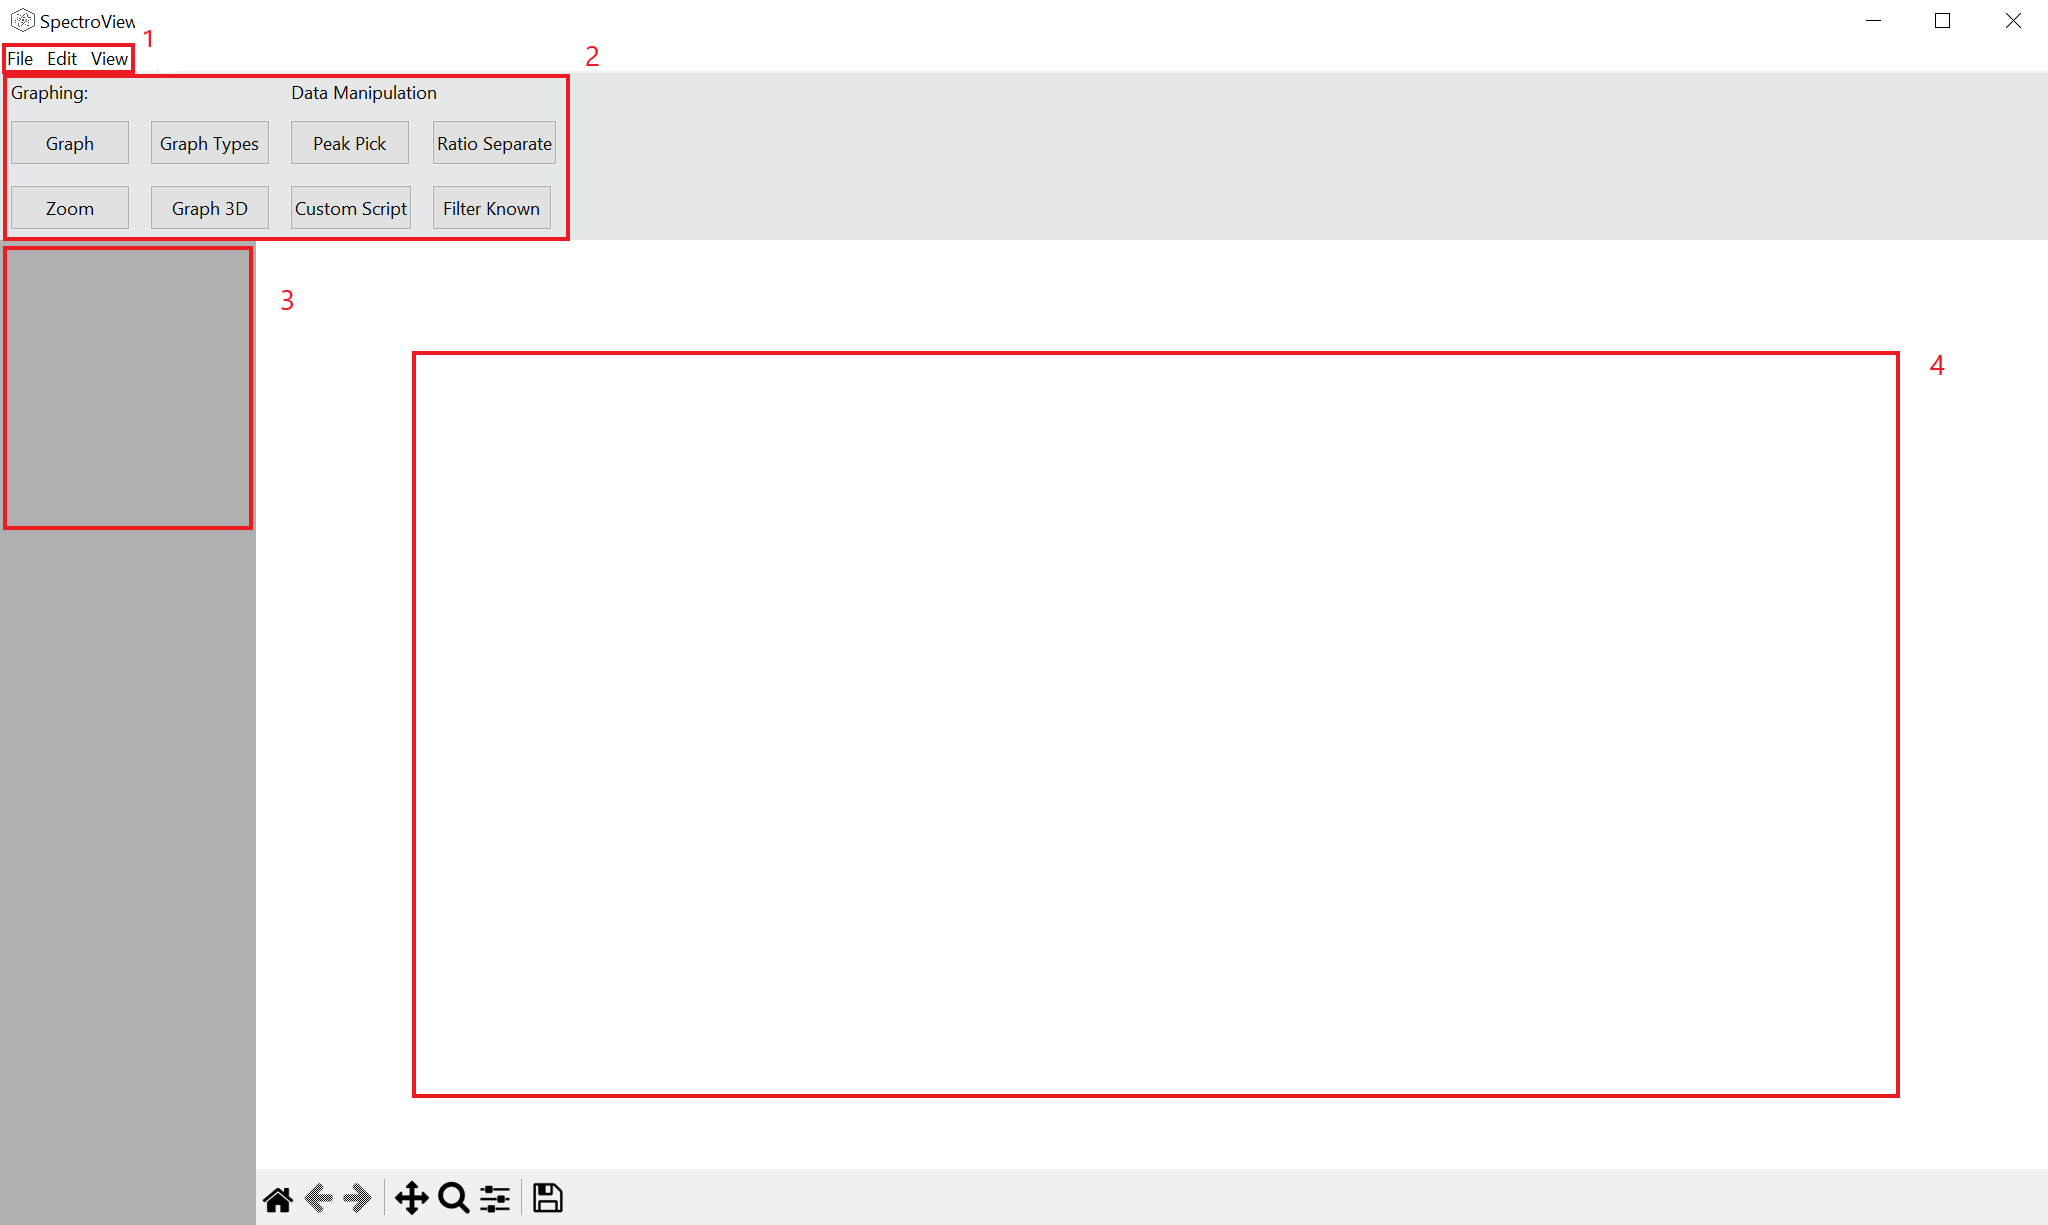 SpectroView
1
File Edit View
2
Graphing: Data Manipulation
Graph Graph Types Peak Pick Ratio Separate
Zoom Graph 3D Custom Script Filter Known
3
4